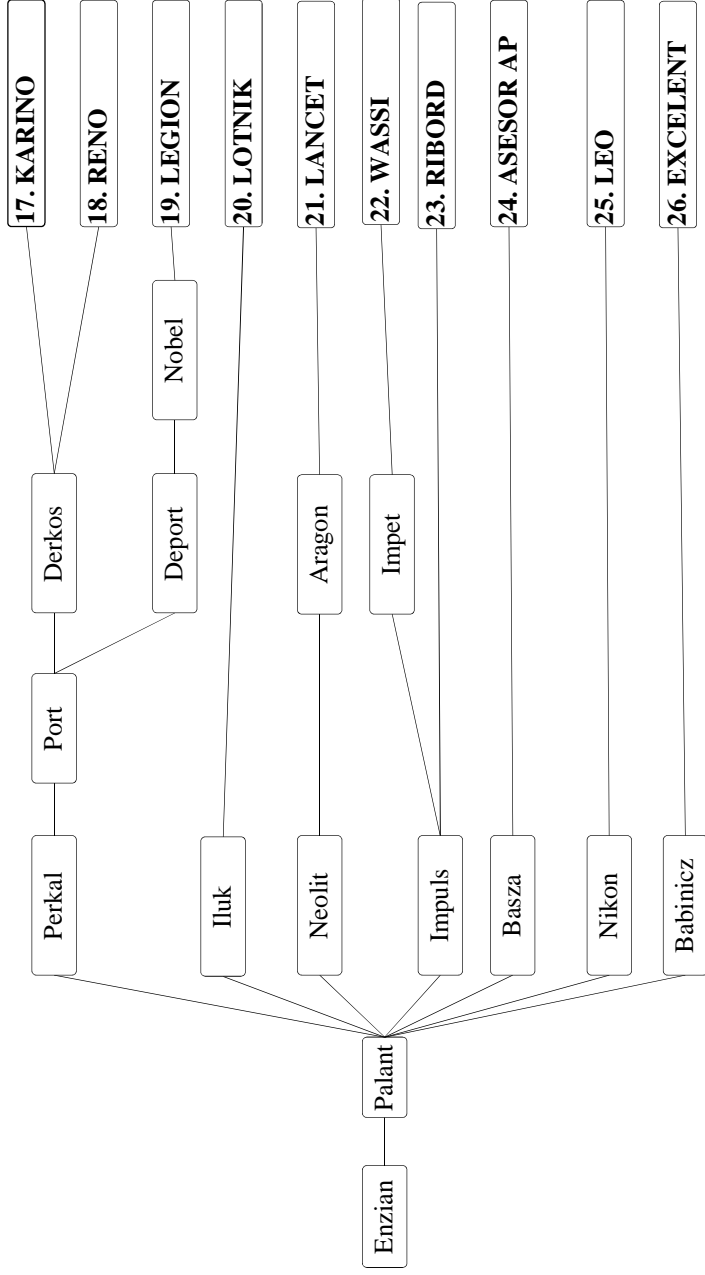 Enzian
Palant
Perkal
Iluk
Neolit
Impuls
Basza
Nikon
Babinicz
Port
Derkos
Deport
Aragon
Impet
Nobel
17. KARINO
18. RENO
19. LEGION
20. LOTNIK
21. LANCET
22. WASSI
23. RIBORD
24. ASESOR AP
25. LEO
26. EXCELENT